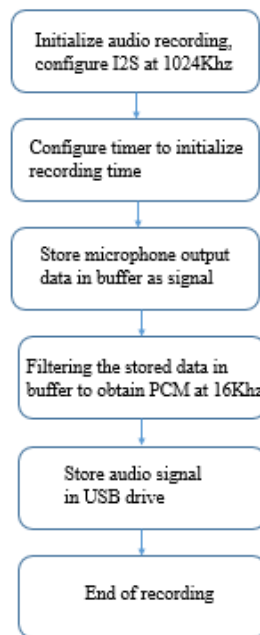 Initialize audio recording,
configure I2S at 1024Khz
Configure timer to initialize
recording time
Store microphone output
data in buffer as signal
Filtering the stored data in
buffer to obtain PCM at 16Khz
Store audio signal
in USB drive
End of recording